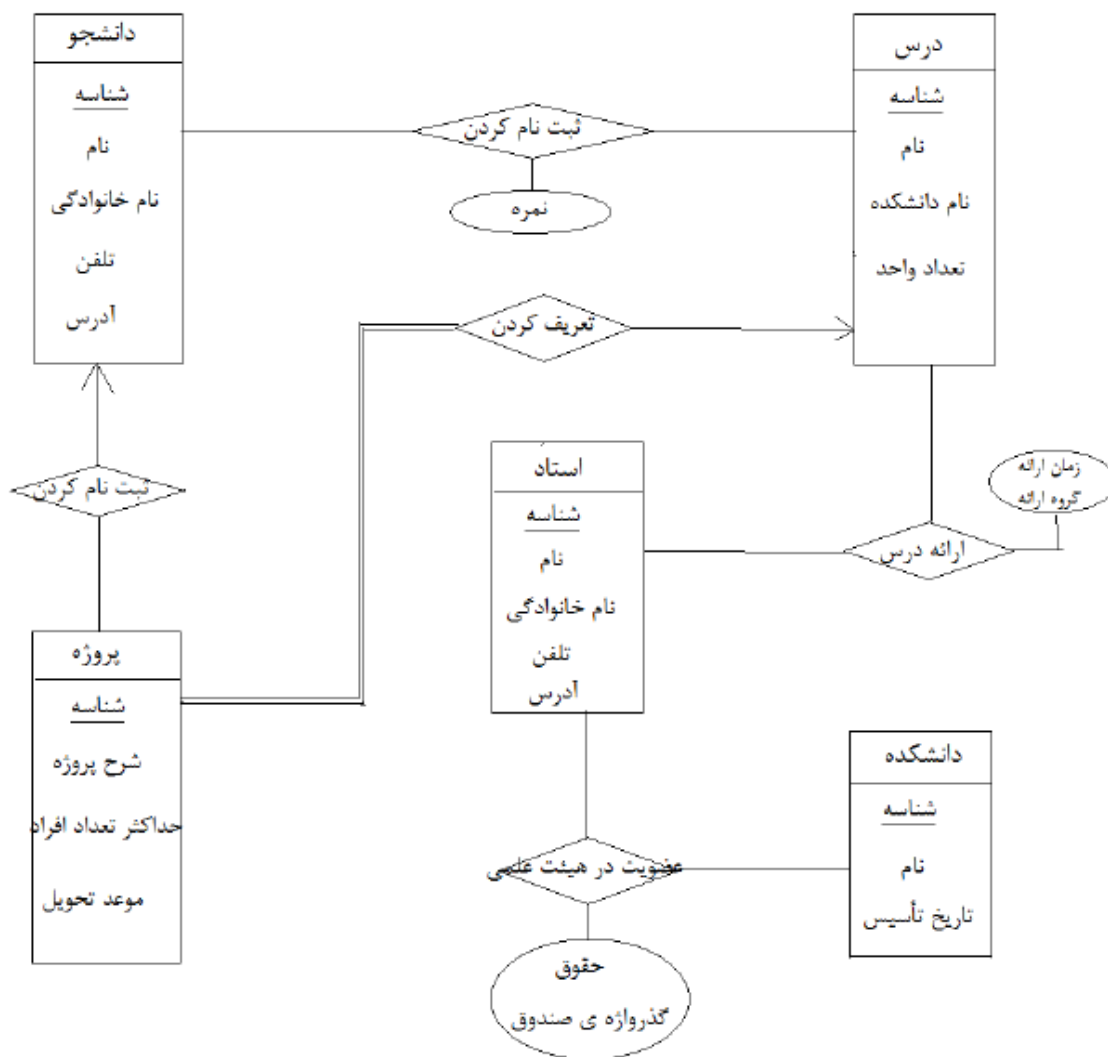 دانشجو
شناسه
نام
نام خانوادگی
تلفن
آدرس
ثبت نام کردن
نمره
درس
شناسه
نام
نام دانشکده
تعداد واحد
تعریف کردن
ثبت نام کردن
استاد
شناسه
نام
نام خانوادگی
تلفن
آدرس
زمان ارائه
گروه ارائه
ارائه درس
پروژه
شناسه
شرح پروژه
حداکثر تعداد افراد
موعد تحویل
دانشکده
شناسه
نام
تاریخ تأسیس
عضویت در هیئت علمی
حقوق
گذرواژه ی صندوق